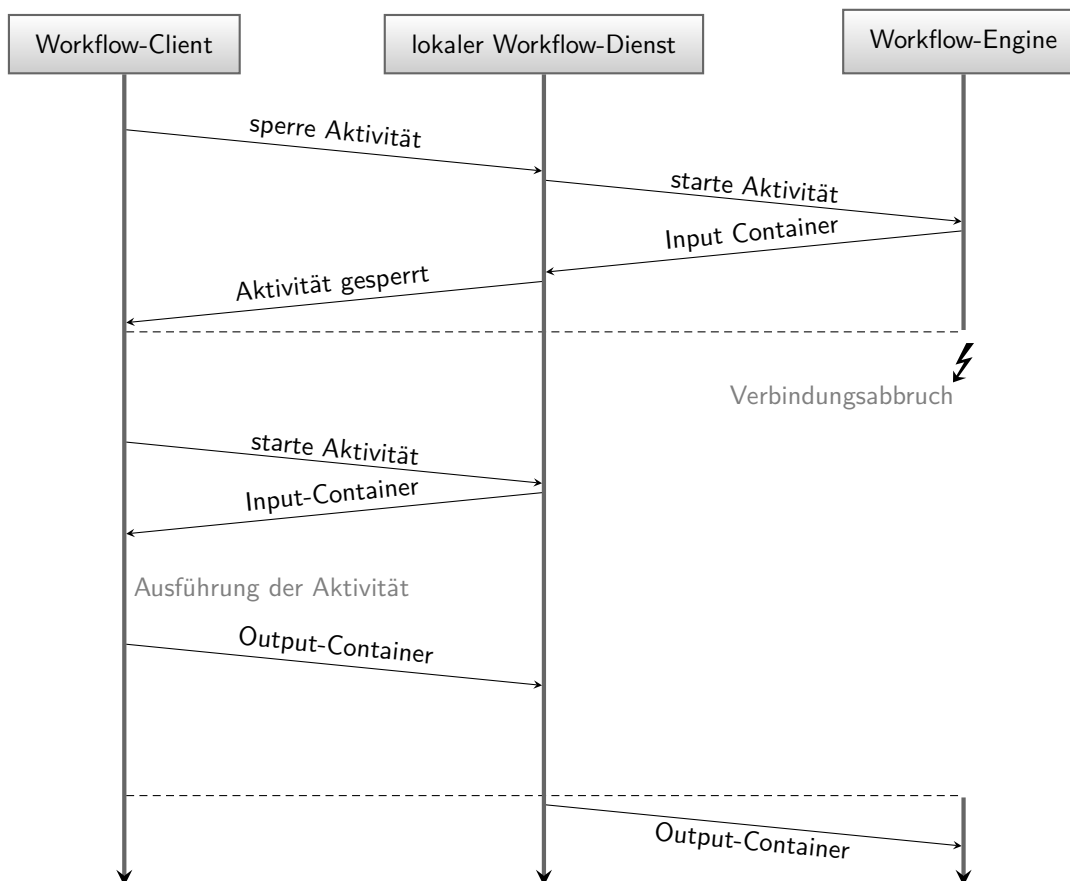 Workflow-Client
lokaler Workflow-Dienst
Workflow-Engine
sperre Aktivität
starte Aktivität
Input Container
Aktivität gesperrt
Verbindungsabbruch
starte Aktivität
Input-Container
Ausführung der Aktivität
Output-Container
Output-Container